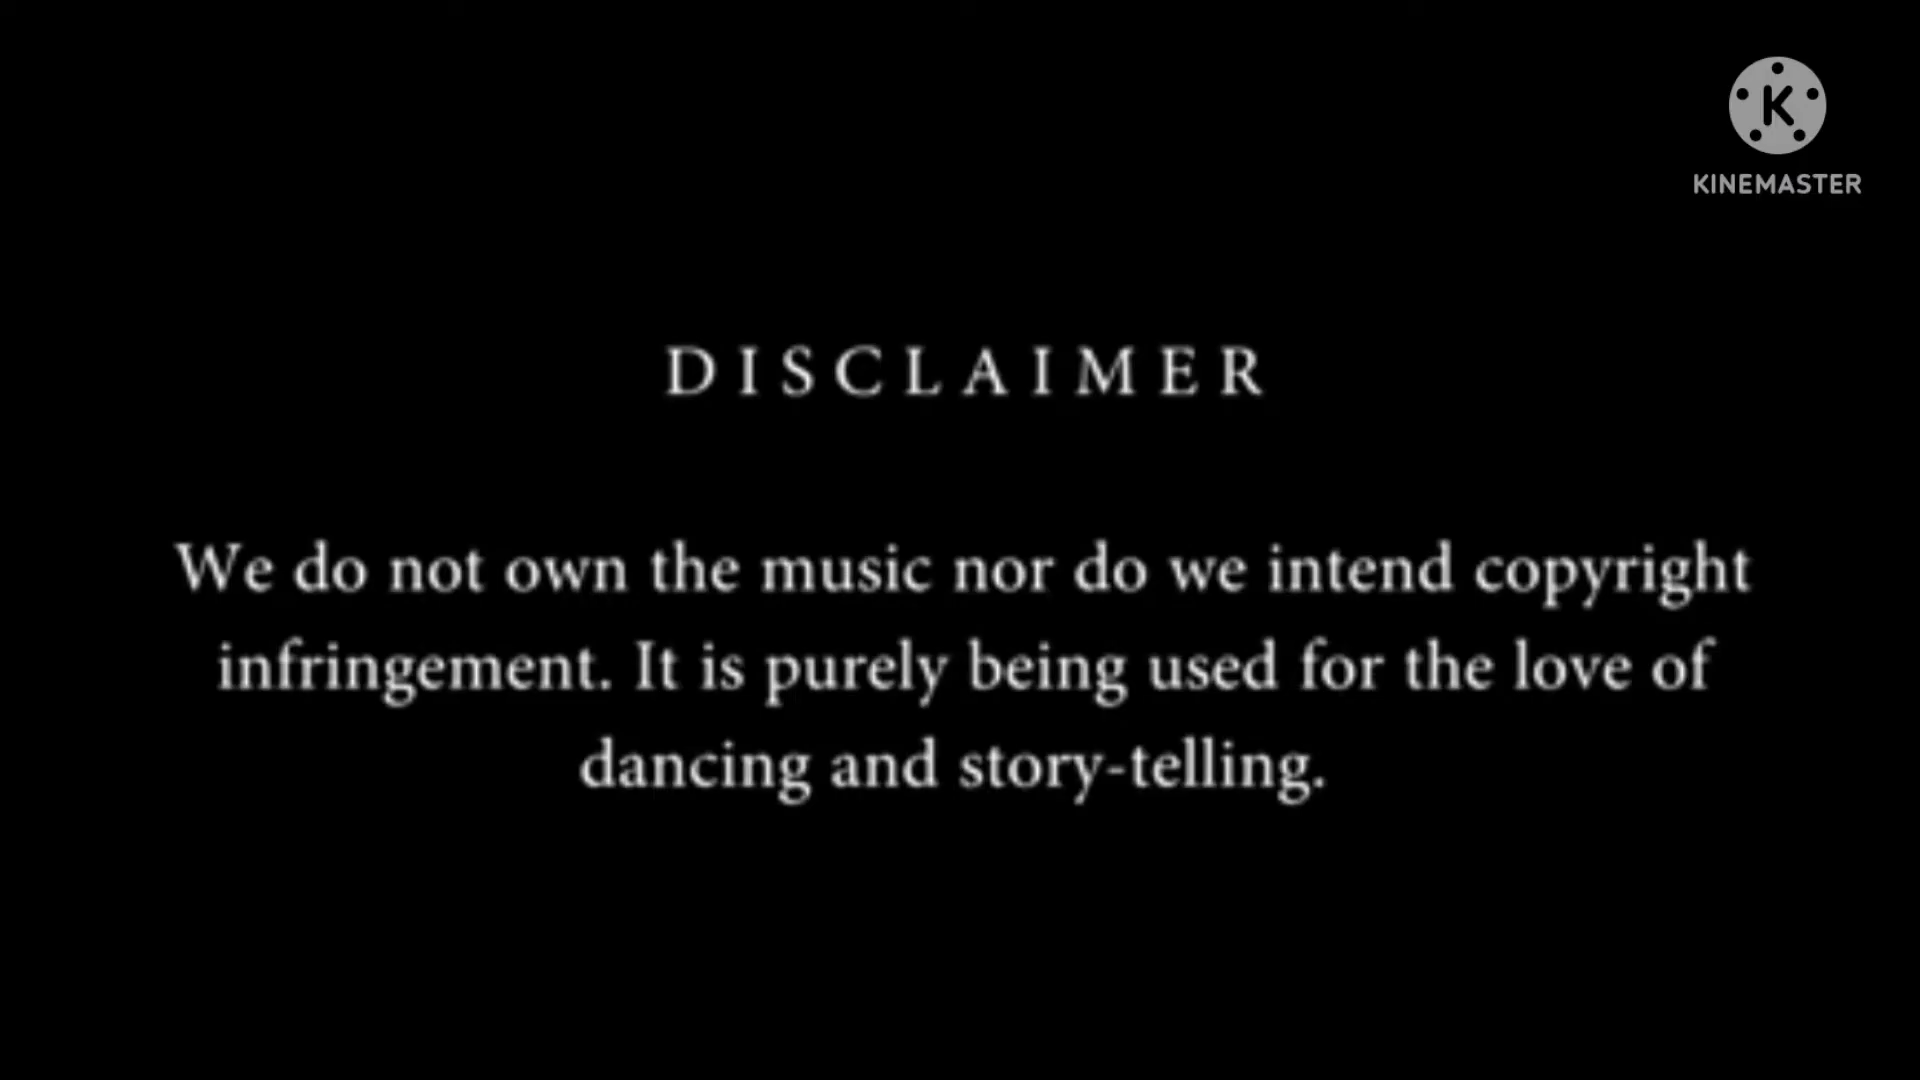 K
KINEMASTER
DISCLAIMER
We do not own the music nor do we intend copyright
infringement. It is purely being used for the love of
dancing and story-telling.